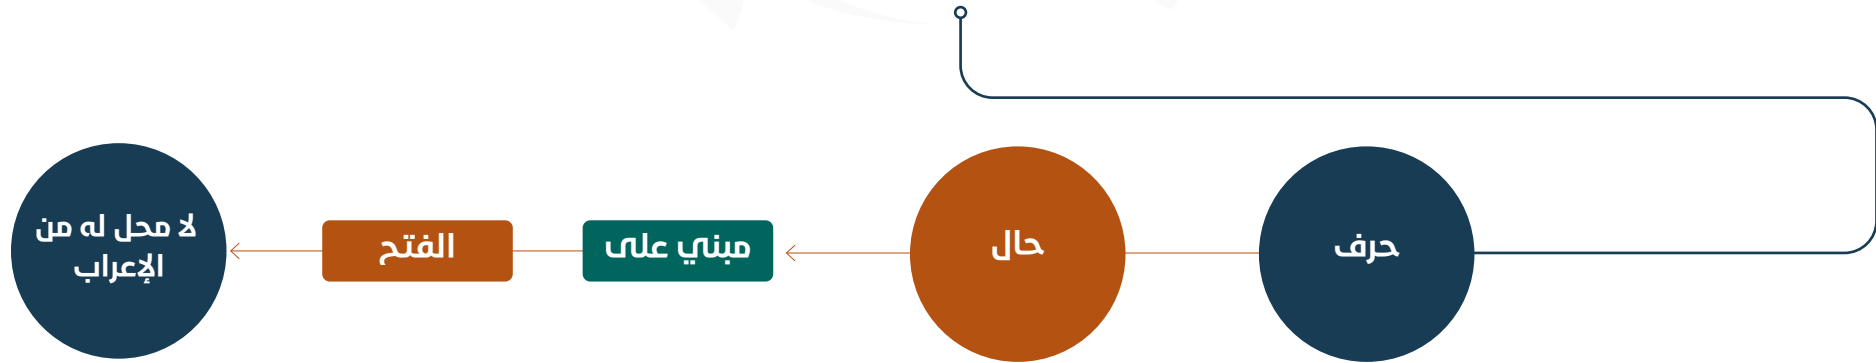 حرف
حال
مبني على
الفتح
لا محل له من
الإعراب